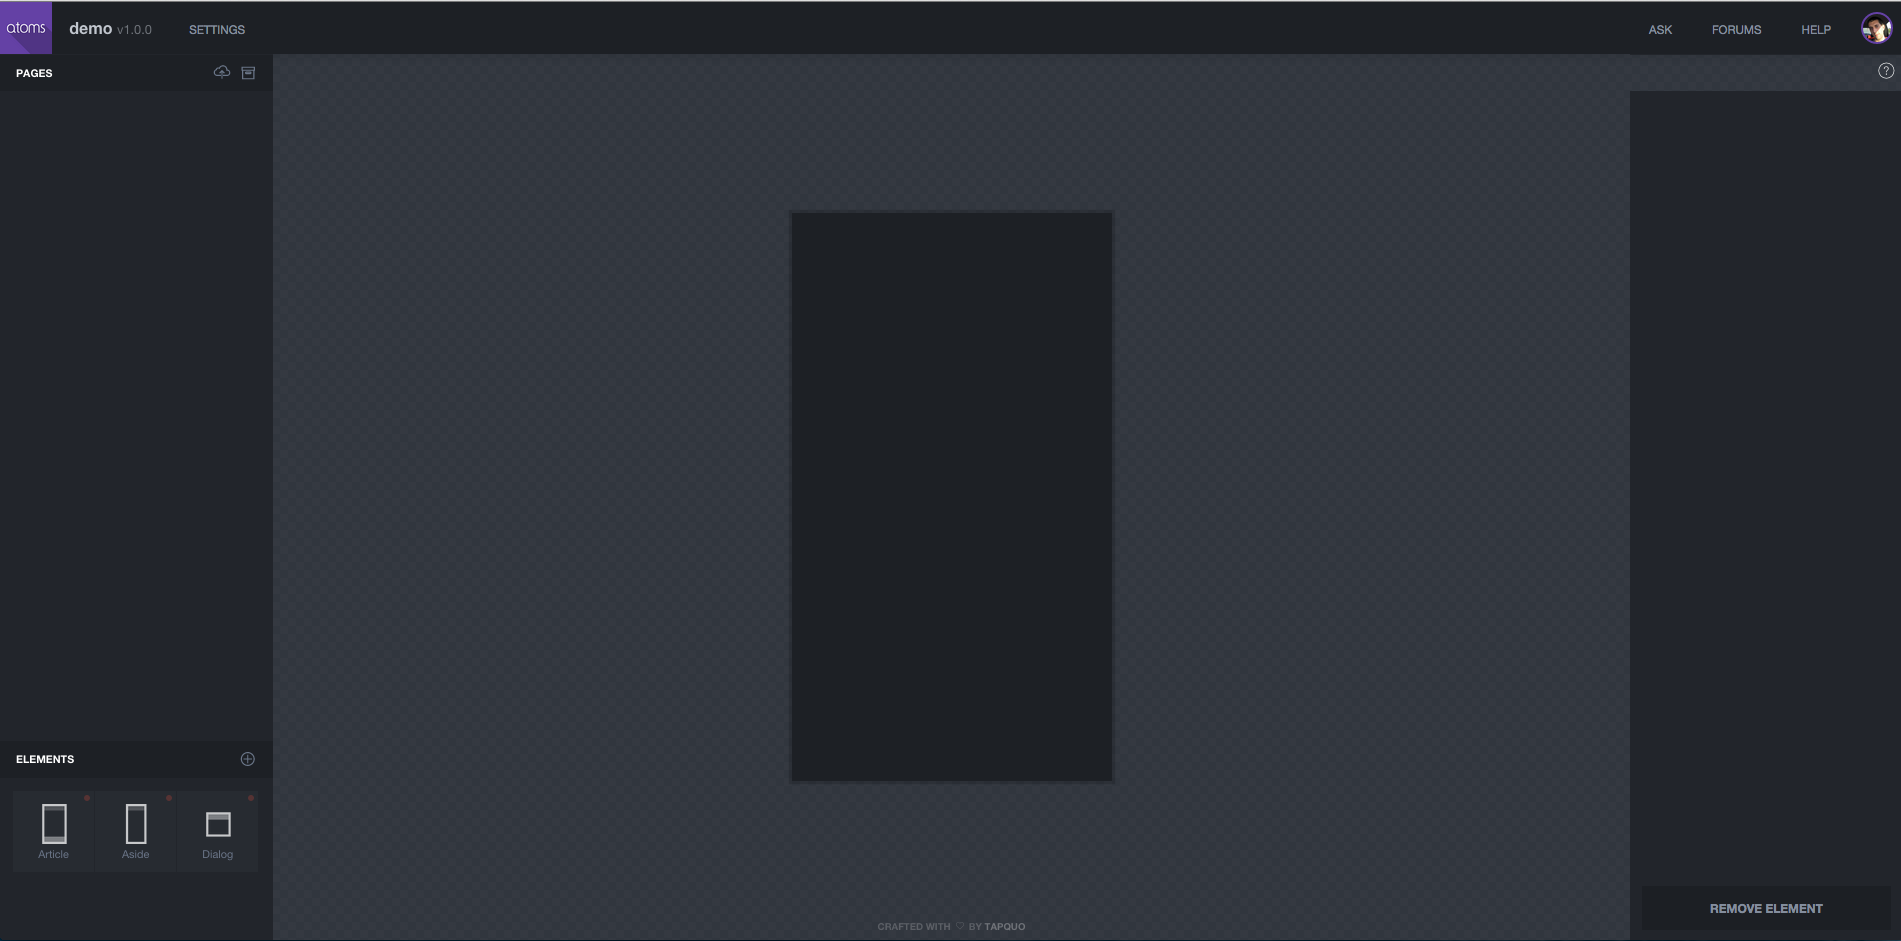 atoms demo v1.0.0 SETTINGS ASK FORUMS HELP
PAGES
ELEMENTS
Article Aside Dialog
REMOVE ELEMENT
CRAFTED WITH ♡ BY TAPQUO